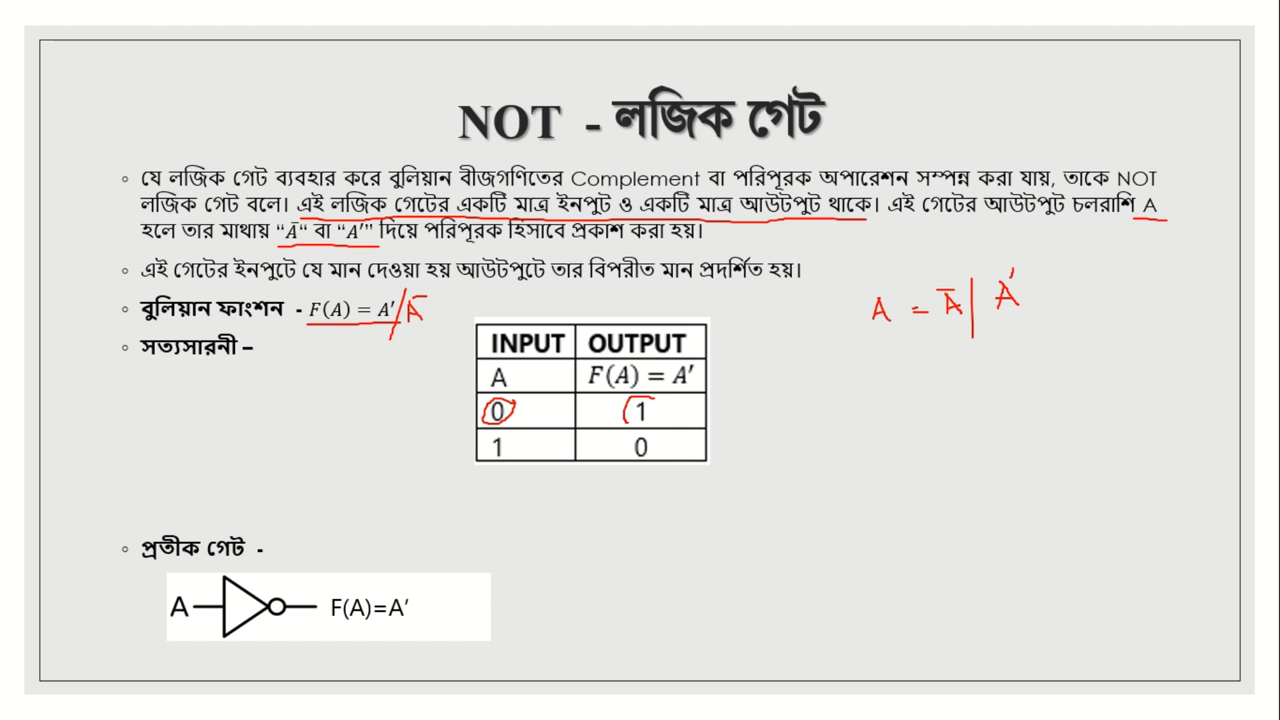 NOT - লজিক গেট
◦ যে লজিক গেট ব্যবহার করে বুলিয়ান বীজগণিতের Complement বা পরিপূরক অপারেশন সম্পন্ন করা যায়, তাকে NOT
লজিক গেট বলে। এই লজিক গেটের একটি মাত্র ইনপুট ও একটি মাত্র আউটপুট থাকে। এই গেটের আউটপুট চলরাশি A
হলে তার মাথায় “Ā“ বা “A′” দিয়ে পরিপূরক হিসাবে প্রকাশ করা হয়।
◦ এই গেটের ইনপুটে যে মান দেওয়া হয় আউটপুটে তার বিপরীত মান প্রদর্শিত হয়।
◦ বুলিয়ান ফাংশন - F(A) = A′/Ā
A = Ā | A′
◦ সত্যসারনী –
INPUT OUTPUT
A F(A) = A′
0 1
1 0
◦ প্রতীক গেট -
A F(A)=A′